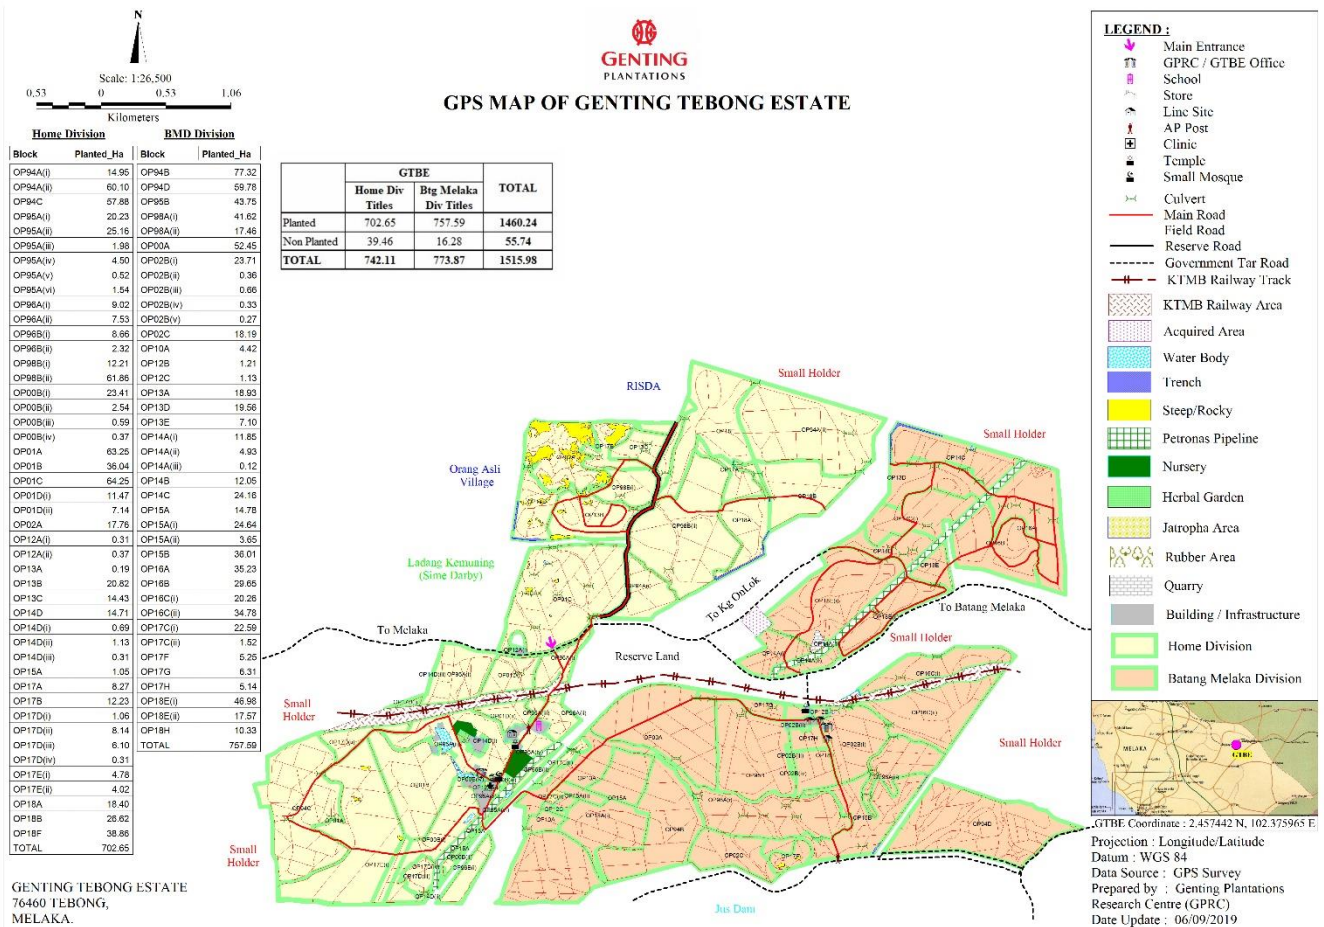 N
Scale: 1:26,500
0.53 0 0.53 1.06
Kilometers
GENTING
PLANTATIONS
GPS MAP OF GENTING TEBONG ESTATE
Home Division BMD Division
Block Planted_Ha Block Planted_Ha
OP94A(i) 14.95 OP94B 77.32
OP94A(ii) 60.10 OP94D 59.78
OP94C 57.88 OP95B 43.75
OP95A(i) 20.23 OP98A(i) 41.62
OP95A(ii) 25.16 OP98A(ii) 17.46
OP95A(iii) 1.98 OP00A 52.45
OP95A(iv) 4.50 OP02B(i) 23.71
OP95A(v) 0.52 OP02B(ii) 0.36
OP95A(vi) 1.54 OP02B(iii) 0.66
OP96A(i) 9.02 OP02B(iv) 0.33
OP96A(ii) 7.53 OP02B(v) 0.27
OP96B(i) 8.66 OP02C 18.19
OP96B(ii) 2.32 OP10A 4.42
OP98B(i) 12.21 OP12B 1.21
OP98B(ii) 61.86 OP12C 1.13
OP00B(i) 23.41 OP13A 18.93
OP00B(ii) 2.54 OP13D 19.56
OP00B(iii) 0.59 OP13E 7.10
OP00B(iv) 0.37 OP14A(i) 11.85
OP01A 63.25 OP14A(ii) 4.93
OP01B 36.04 OP14A(iii) 0.12
OP01C 64.25 OP14B 12.05
OP01D(i) 11.47 OP14C 24.16
OP01D(ii) 7.14 OP15A 14.78
OP02A 17.76 OP15A(i) 24.64
OP12A(i) 0.31 OP15A(ii) 3.65
OP12A(ii) 0.37 OP15B 36.01
OP13A 0.19 OP16A 35.23
OP13B 20.82 OP16B 29.65
OP13C 14.43 OP16C(i) 20.26
OP14D 14.71 OP16C(ii) 34.78
OP14D(i) 0.69 OP17C(i) 22.59
OP14D(ii) 1.13 OP17C(ii) 1.52
OP14D(iii) 0.31 OP17F 5.25
OP15A 1.05 OP17G 6.31
OP17A 8.27 OP17H 5.14
OP17B 12.23 OP18E(i) 46.98
OP17D(i) 1.06 OP18E(ii) 17.57
OP17D(ii) 8.14 OP18H 10.33
OP17D(iii) 6.10 TOTAL 757.59
OP17D(iv) 0.31
OP17E(i) 4.78
OP17E(ii) 4.02
OP18A 18.40
OP18B 26.62
OP18F 38.86
TOTAL 702.65
GENTING TEBONG ESTATE
76460 TEBONG,
MELAKA.
GTBE TOTAL
Home Div Titles Btg Melaka Div Titles
Planted 702.65 757.59 1460.24
Non Planted 39.46 16.28 55.74
TOTAL 742.11 773.87 1515.98
RISDA
Small Holder
Small Holder
Orang Asli
Village
Ladang Kemuning
(Sime Darby)
To Kg OnLok
To Batang Melaka
To Melaka
Reserve Land
Small Holder
Small
Holder
Small Holder
Small
Holder
Jus Dam
LEGEND :
Main Entrance
GPRC / GTBE Office
School
Store
Line Site
AP Post
Clinic
Temple
Small Mosque
Culvert
Main Road
Field Road
Reserve Road
Government Tar Road
KTMB Railway Track
KTMB Railway Area
Acquired Area
Water Body
Trench
Steep/Rocky
Petronas Pipeline
Nursery
Herbal Garden
Jatropha Area
Rubber Area
Quarry
Building / Infrastructure
Home Division
Batang Melaka Division
MELAKA
GTBE
GTBE Coordinate : 2.457442 N, 102.375965 E
Projection : Longitude/Latitude
Datum : WGS 84
Data Source : GPS Survey
Prepared by : Genting Plantations
Research Centre (GPRC)
Date Update : 06/09/2019